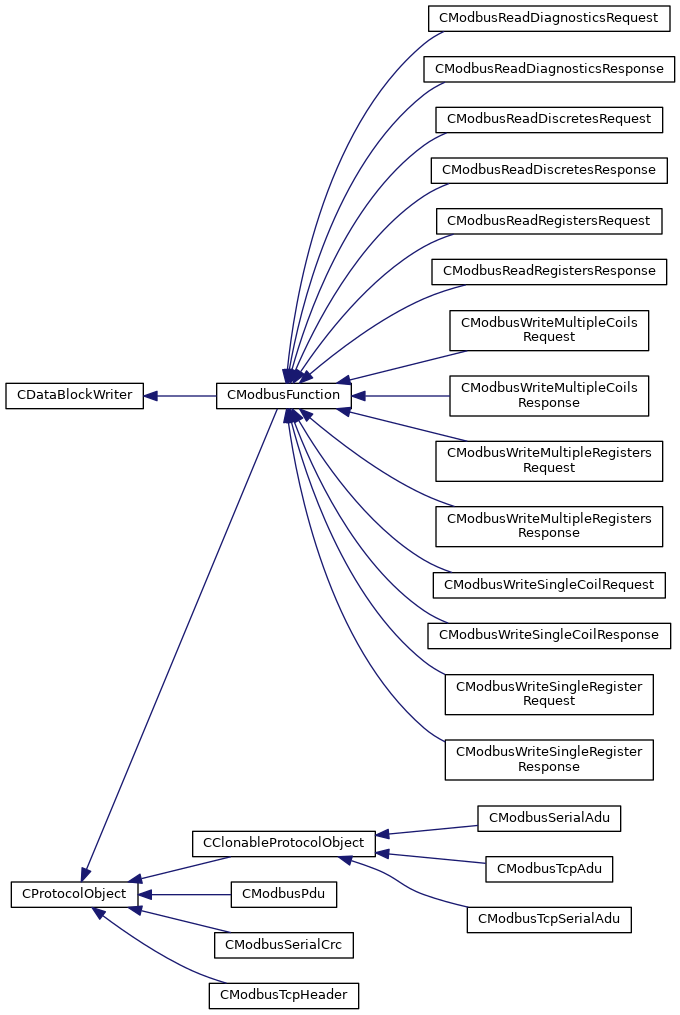 CModbusReadDiagnosticsRequest
CModbusReadDiagnosticsResponse
CModbusReadDiscretesRequest
CModbusReadDiscretesResponse
CModbusReadRegistersRequest
CModbusReadRegistersResponse
CModbusWriteMultipleCoils
Request
CDataBlockWriter
CModbusFunction
CModbusWriteMultipleCoils
Response
CModbusWriteMultipleRegisters
Request
CModbusWriteMultipleRegisters
Response
CModbusWriteSingleCoilRequest
CModbusWriteSingleCoilResponse
CModbusWriteSingleRegister
Request
CModbusWriteSingleRegister
Response
CModbusSerialAdu
CClonableProtocolObject
CModbusTcpAdu
CProtocolObject
CModbusPdu
CModbusTcpSerialAdu
CModbusSerialCrc
CModbusTcpHeader